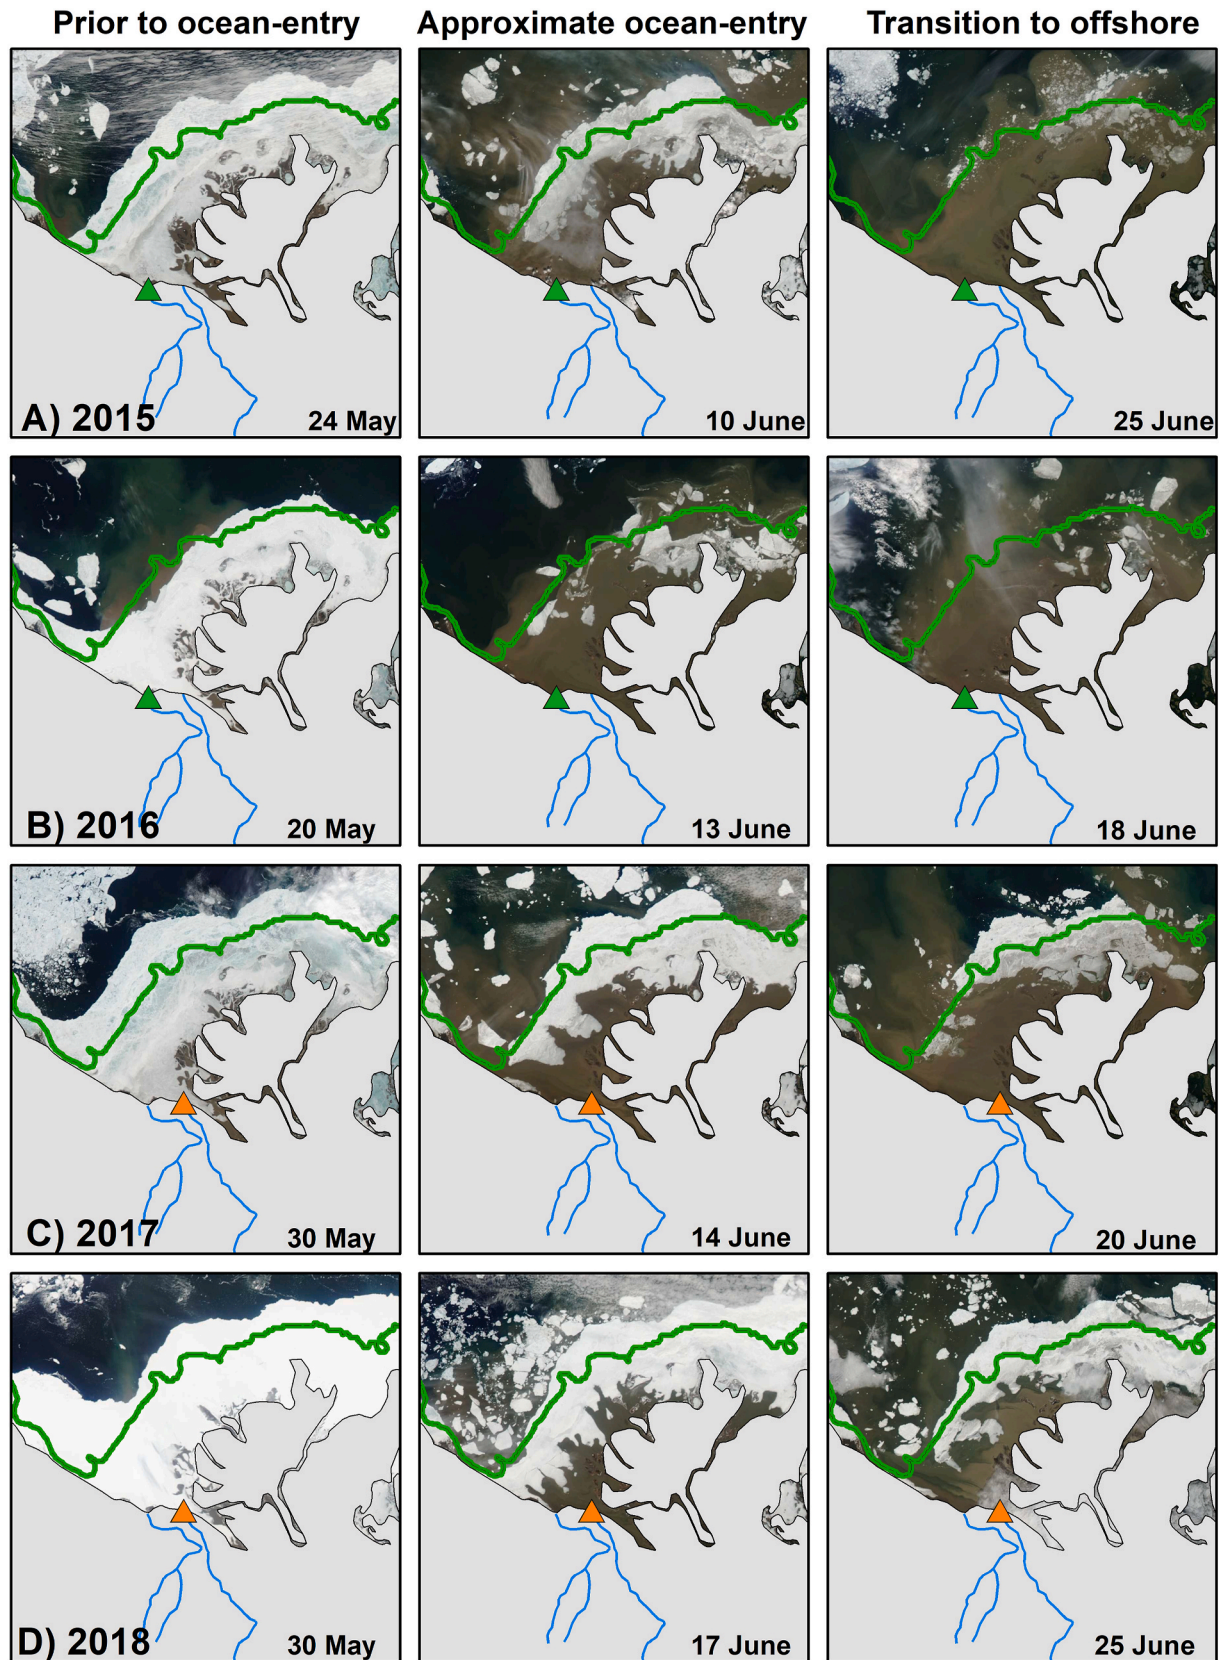 Prior to ocean-entry
Approximate ocean-entry
Transition to offshore
A) 2015
24 May
10 June
25 June
B) 2016
20 May
13 June
18 June
C) 2017
30 May
14 June
20 June
D) 2018
30 May
17 June
25 June